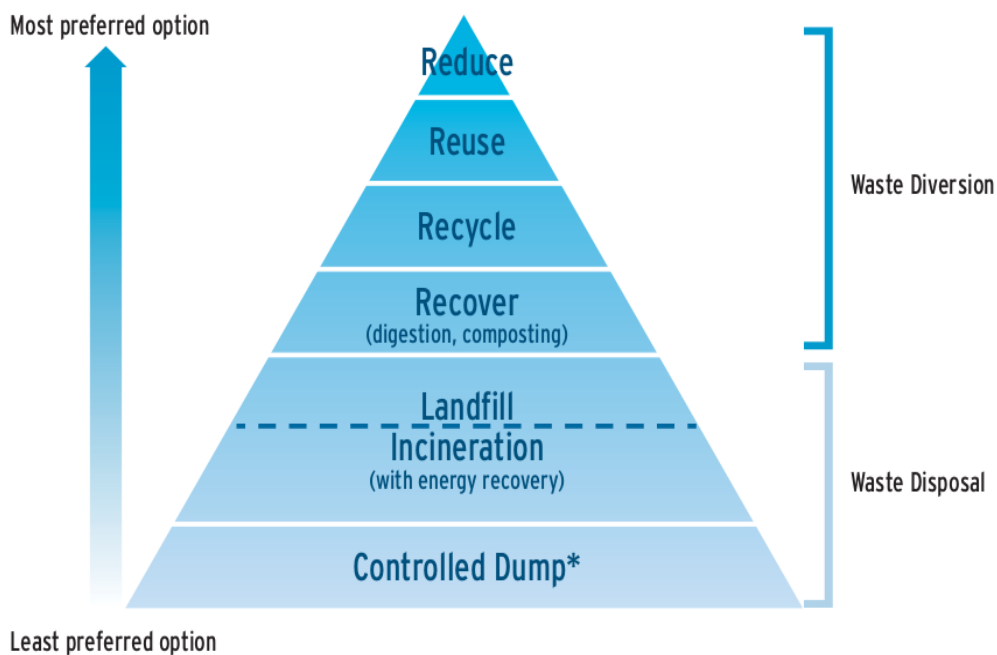 Most preferred option
Reduce
Reuse
Waste Diversion
Recycle
Recover
(digestion, composting)
Landfill
Incineration
(with energy recovery)
Waste Disposal
Controlled Dump*
Least preferred option